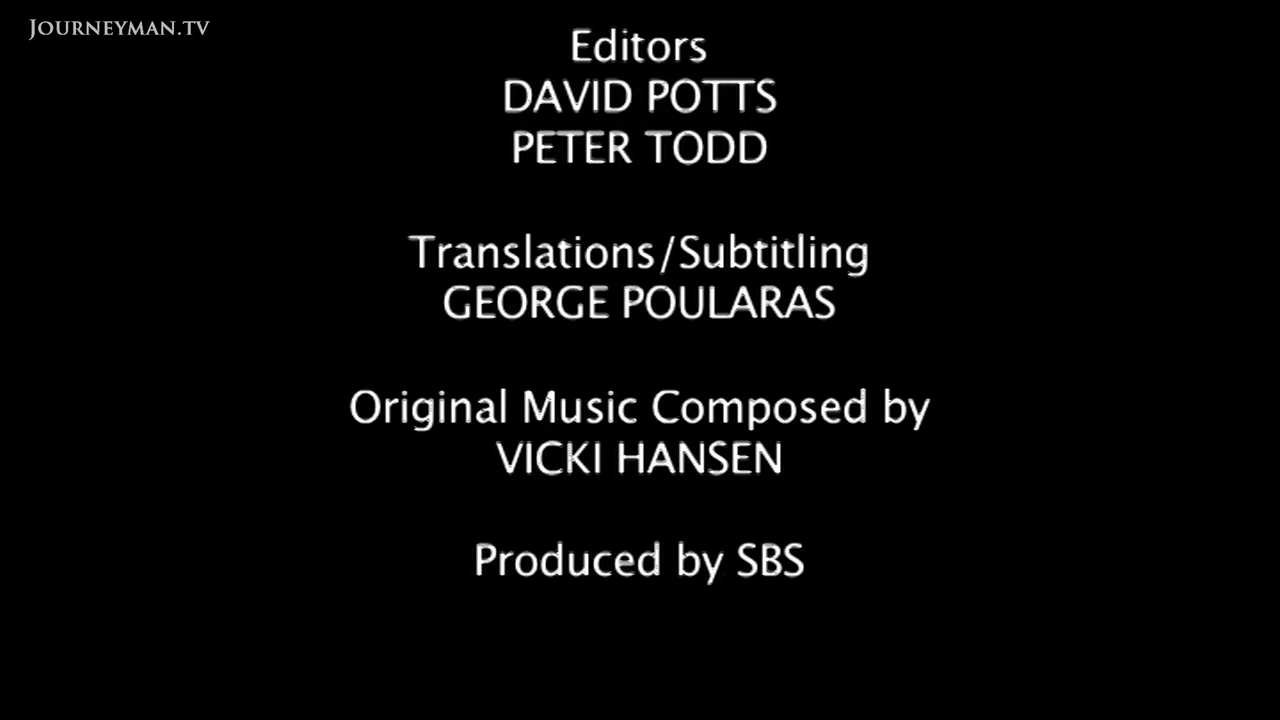 JOURNEYMAN.TV
Editors
DAVID POTTS
PETER TODD
Translations/Subtitling
GEORGE POULARAS
Original Music Composed by
VICKI HANSEN
Produced by SBS